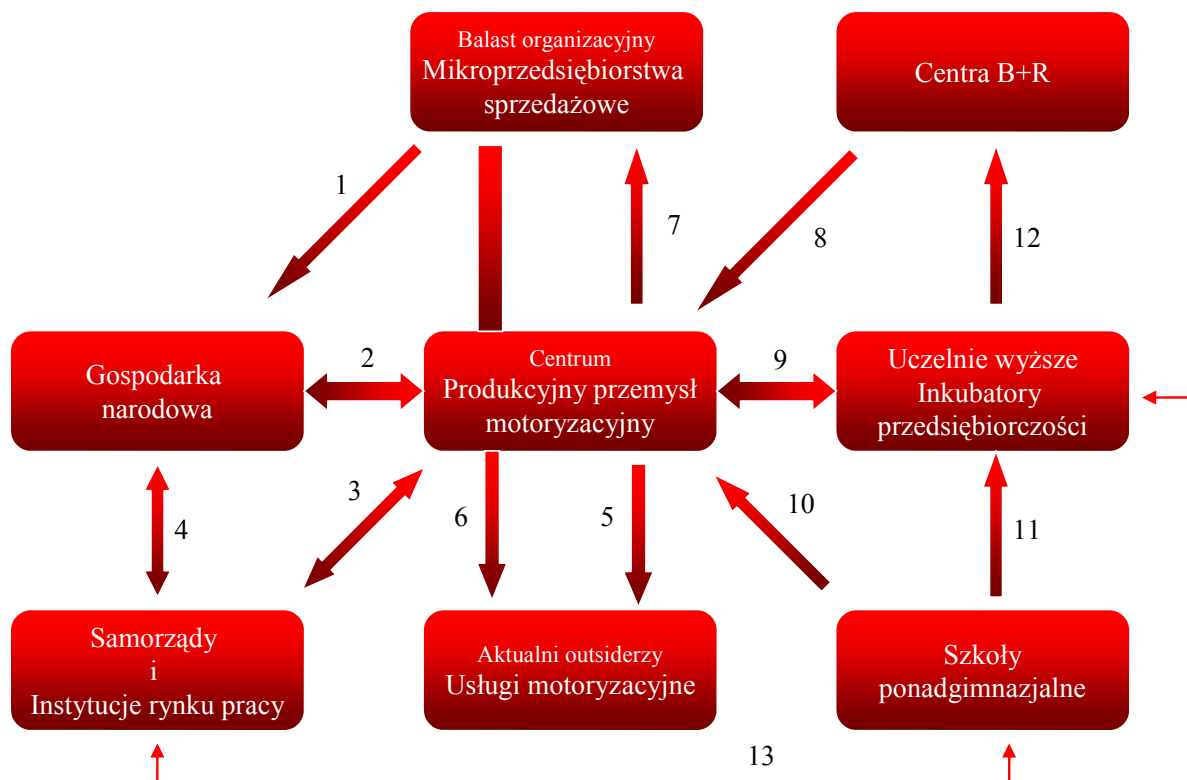 Balast organizacyjny
Mikroprzedsiębiorstwa
sprzedażowe
Centra B+R
1
7
8
12
Gospodarka
narodowa
2
Centrum
Produkcyjny przemysł
motoryzacyjny
9
Uczelnie wyższe
Inkubatory
przedsiębiorczości
4
3
6
5
10
11
Samorządy
i
Instytucje rynku pracy
Aktualni outsiderzy
Usługi motoryzacyjne
Szkoły
ponadgimnazjalne
13